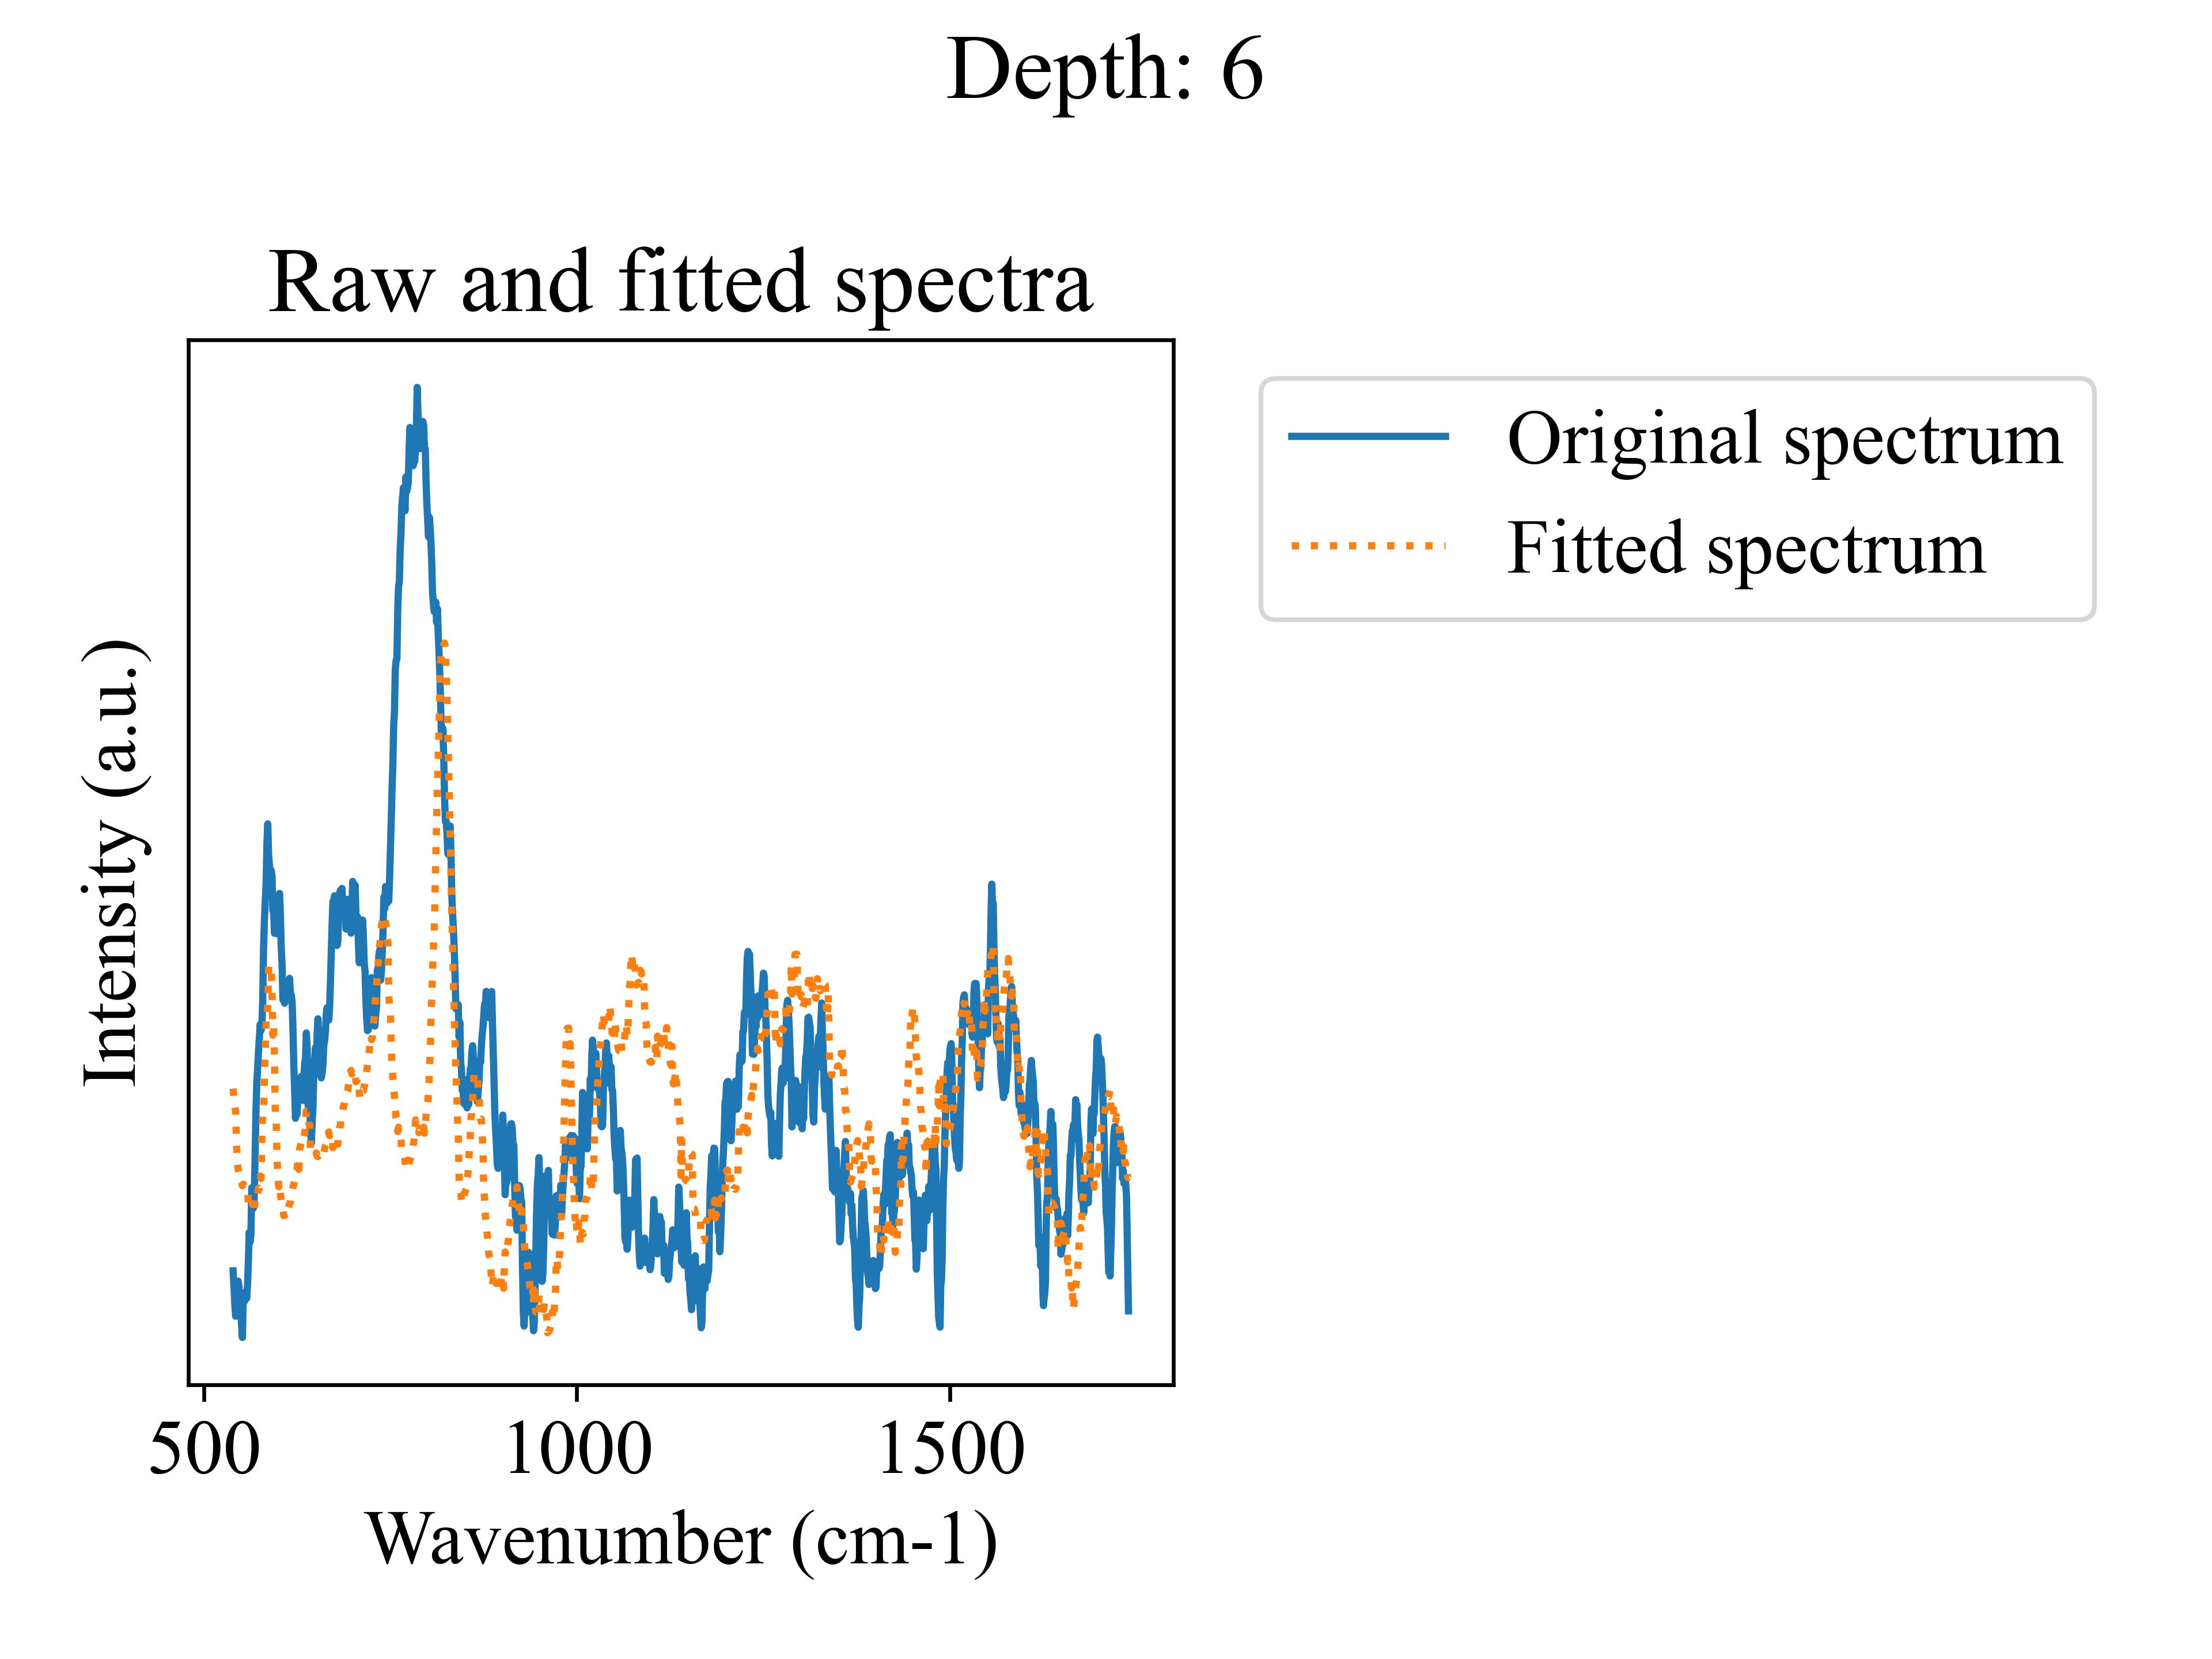 Depth: 6
Raw and fitted spectra
Original spectrum
Fitted spectrum
Intensity (a.u.)
500 1000 1500
Wavenumber (cm-1)